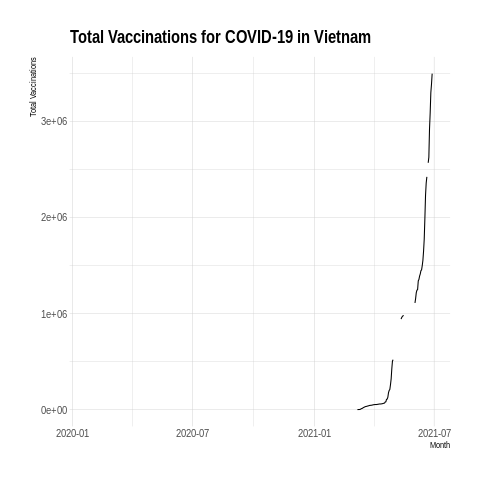 Total Vaccinations for COVID-19 in Vietnam
Total Vaccinations
3e+06
2e+06
1e+06
0e+00
2020-01 2020-07 2021-01 2021-07
Month